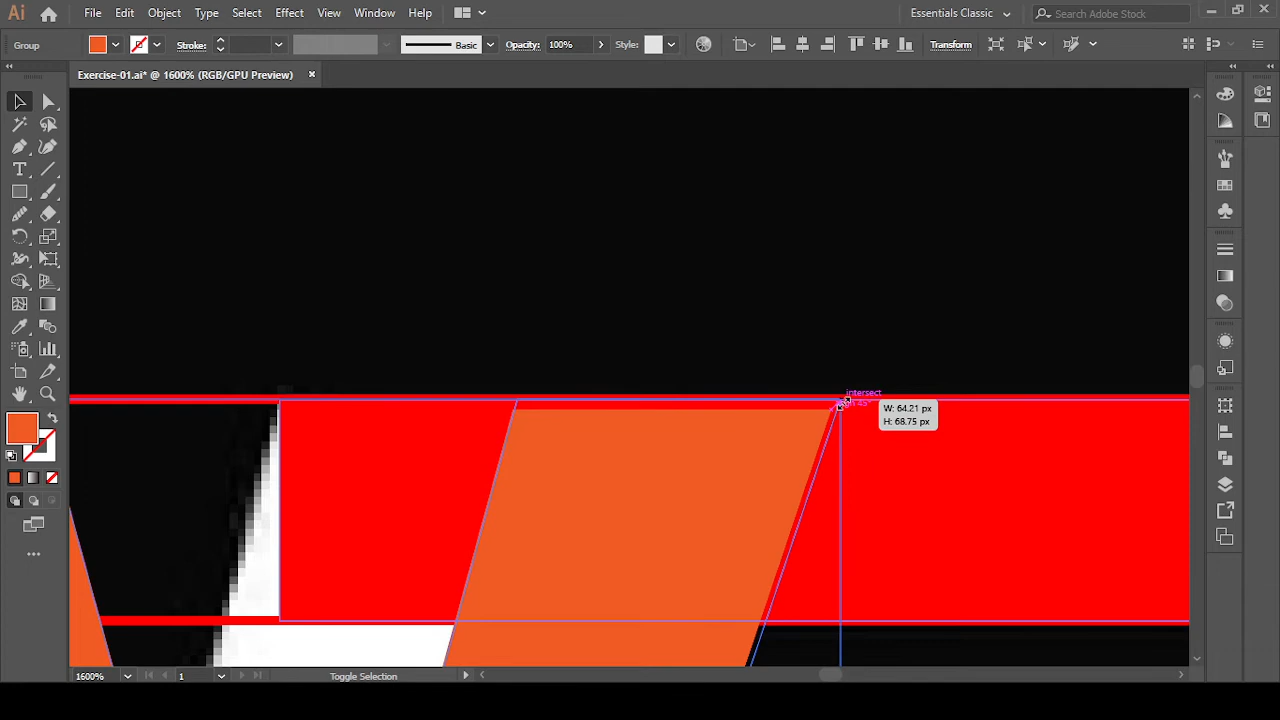 Ai File Edit Object Type Select Effect View Window Help Essentials Classic Search Adobe Stock
Group Stroke: Basic Opacity: 100% Style: Transform
Exercise-01.ai* @ 1600% (RGB/GPU Preview)
intersect
W: 64.21 px
H: 68.75 px
1600% 1 Toggle Selection